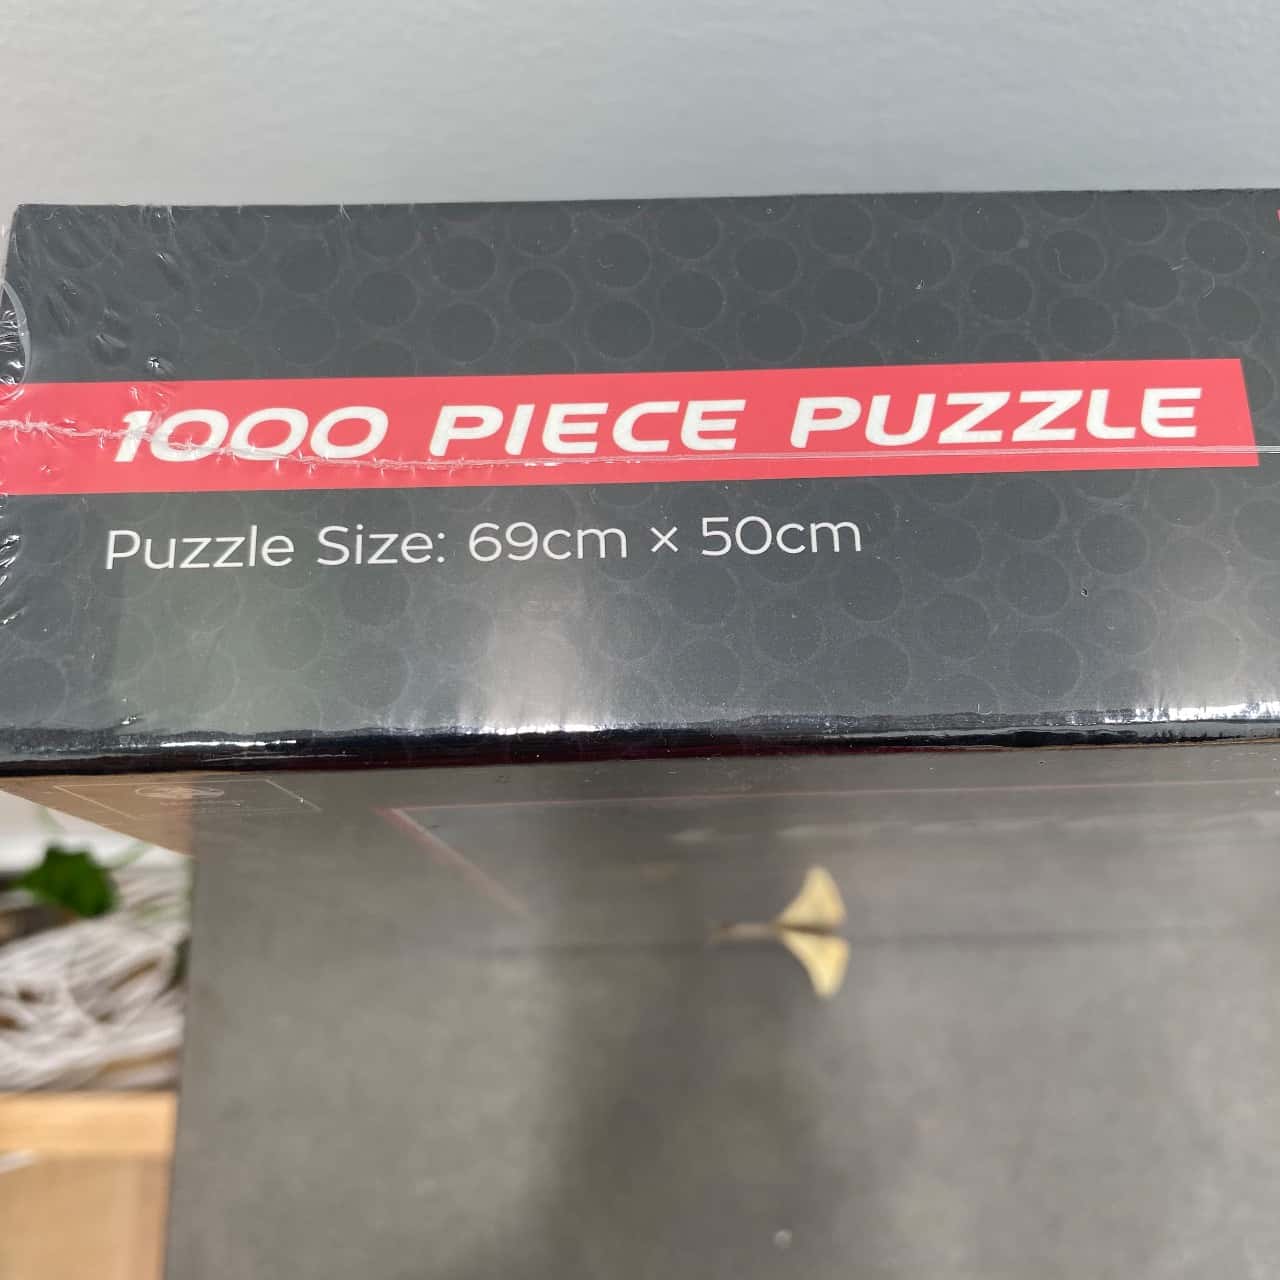 1000 PIECE PUZZLE
Puzzle Size: 69cm × 50cm